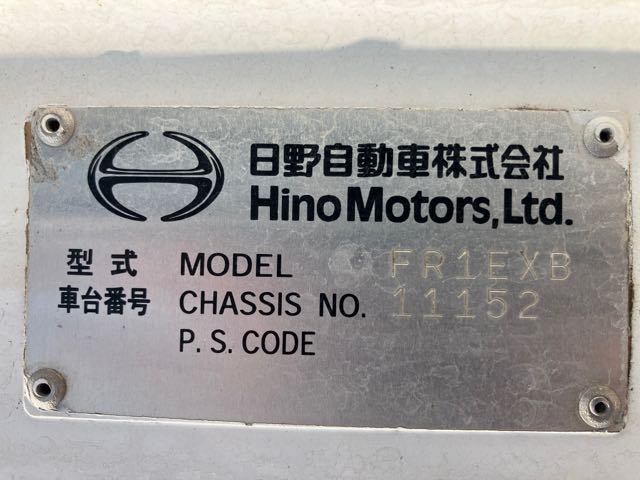 日野自動車株式会社
Hino Motors, Ltd.
型式 MODEL FR1EXB
車台番号 CHASSIS NO. 11152
P. S. CODE